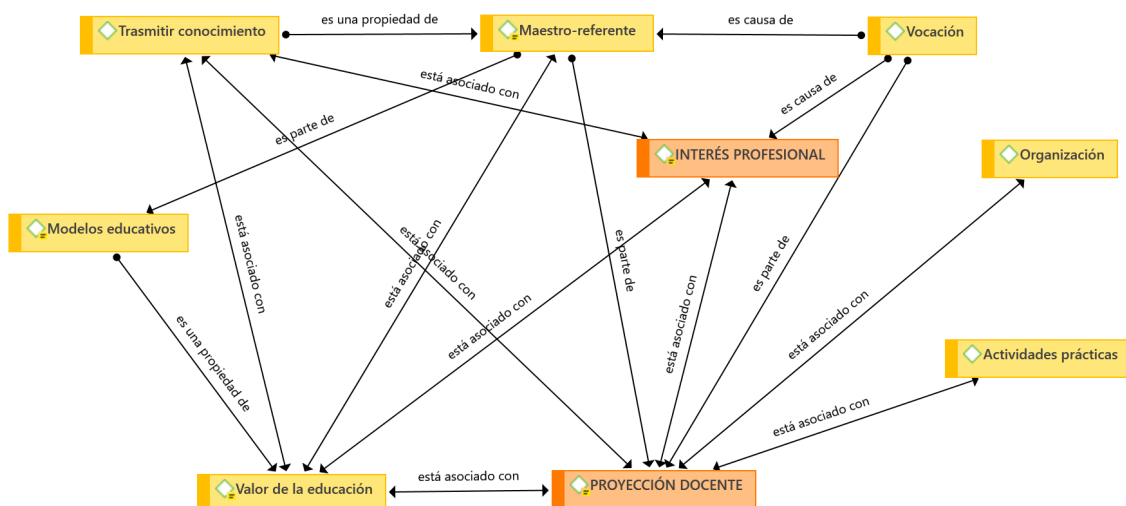 es una propiedad de
es causa de
Trasmitir conocimiento
Maestro-referente
Vocación
está asociado con
es causa de
es parte de
INTERÉS PROFESIONAL
Organización
Modelos educativos
está asociado con
está asociado con
está asociado con
es parte de
es parte de
está asociado con
está asociado con
está asociado con
es una propiedad de
Actividades prácticas
está asociado con
está asociado con
Valor de la educación
PROYECCIÓN DOCENTE